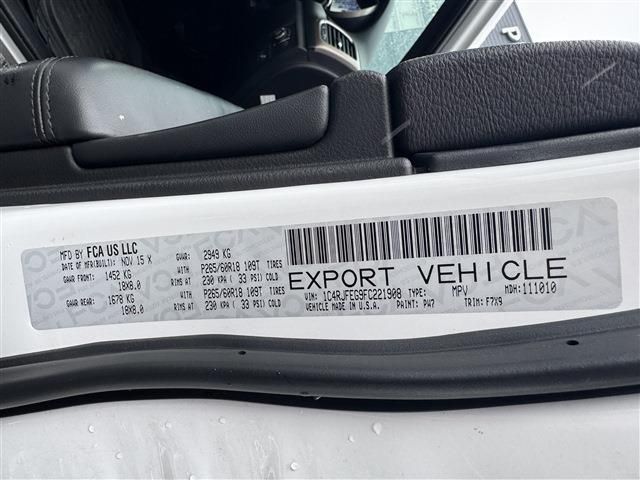 P
MFD BY FCA US LLC
DATE OF MFR(BUILT): NOV 15 X GVWR: 2949 KG
GAWR FRONT: 1452 KG WITH P265/60R18 109T TIRES
18X8.0 RIMS AT 230 KPA ( 33 PSI) COLD
GAWR REAR: 1678 KG WITH P265/60R18 109T TIRES
18X8.0 RIMS AT 230 KPA ( 33 PSI) COLD
EXPORT VEHICLE
VIN: 1C4RJFEG9FC221908 TYPE: MPV MDH:111010
VEHICLE MADE IN U.S.A. PAINT: PW7 TRIM: F7X9